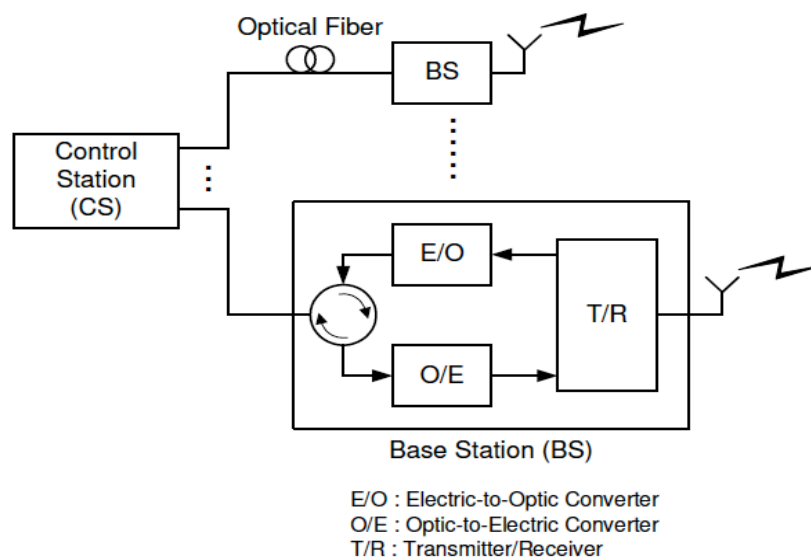 Optical Fiber
BS
Control
Station
(CS)
E/O
T/R
O/E
Base Station (BS)
E/O : Electric-to-Optic Converter
O/E : Optic-to-Electric Converter
T/R : Transmitter/Receiver